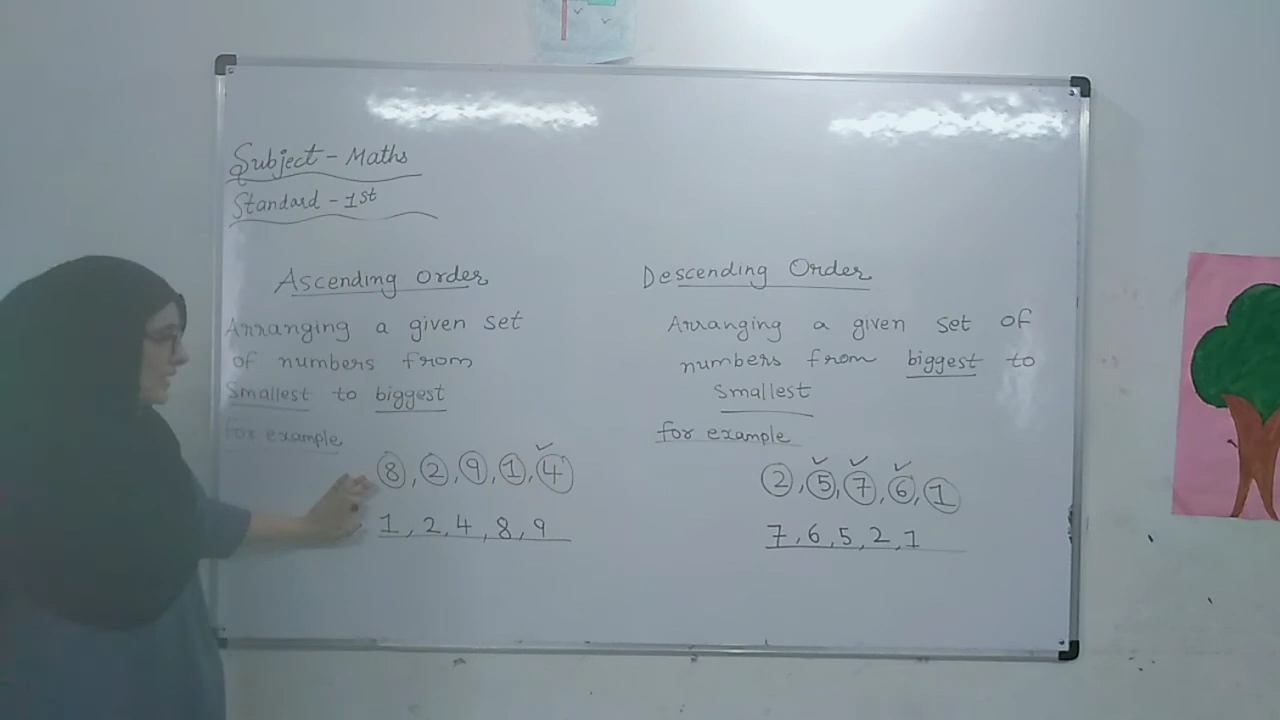 Subject - Maths
Standard - 1st
Ascending Order
Arranging a given set
of numbers from
Smallest to biggest
For example
8, 2, 9, 1, 4
1, 2, 4, 8, 9
Descending Order
Arranging a given set of
numbers from biggest to
Smallest
for example
2, 5, 7, 6, 1
7, 6, 5, 2, 1